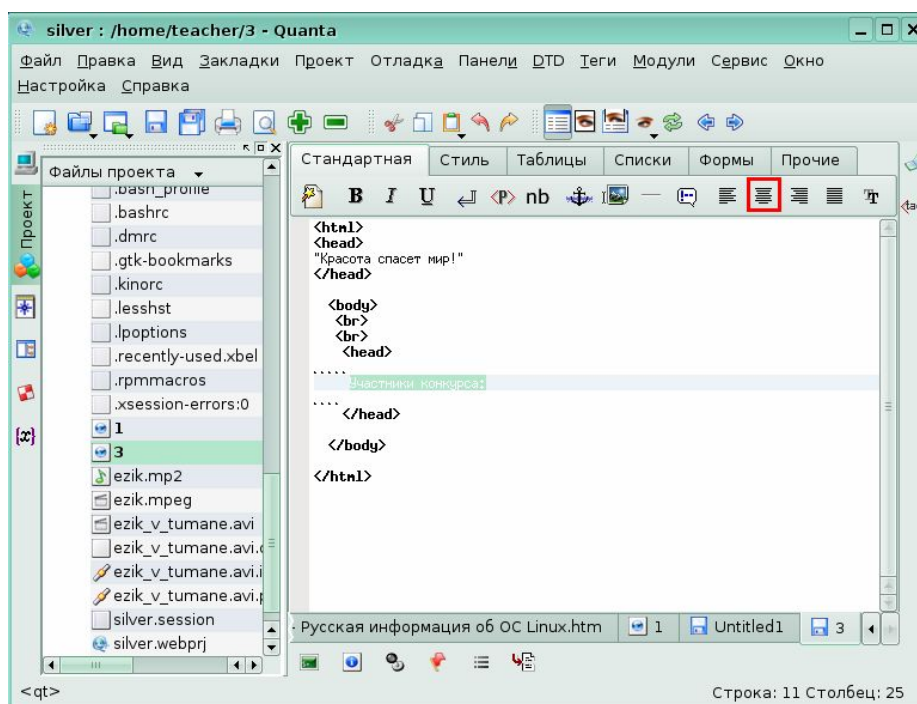 silver : /home/teacher/3 - Quanta
Файл Правка Вид Закладки Проект Отладка Панели DTD Теги Модули Сервис Окно
Настройка Справка
Проект
Файлы проекта
.bash_profile
.bashrc
.dmrc
.gtk-bookmarks
.kinorc
.lesshst
.lpoptions
.recently-used.xbel
.rpmmacros
.xsession-errors:0
1
3
ezik.mp2
ezik.mpeg
ezik_v_tumane.avi
ezik_v_tumane.avi.
ezik_v_tumane.avi.i
ezik_v_tumane.avi.
silver.session
silver.webprj
{x}
Стандартная Стиль Таблицы Списки Формы Прочие
B I U <P> nb Tt
<html>
<head>
"Красота спасет мир!"
</head>
<body>
<br>
<br>
<head>
.....
Участники конкурса:
....
</head>
</body>
</html>
Русская информация об ОС Linux.htm 1 Untitled1 3
<qt>
Строка: 11 Столбец: 25